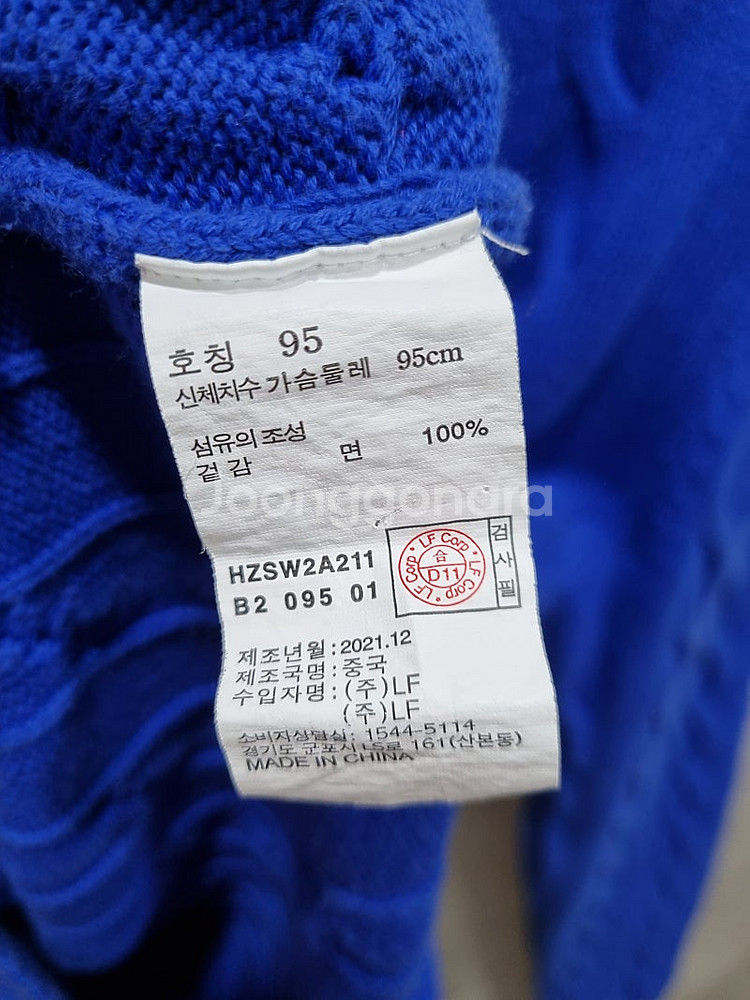 호칭 95
신체치수 가슴둘레 95cm
섬유의 조성
겉감 면 100%
Joonggonara
HZSW2A211
B2 095 01
LF Corp · LF Corp · LF Corp ·
合
D11
검사필
제조년월 : 2021.12
제조국명 : 중국
수입자명 : (주)LF
(주)LF
소비자상담실 : 1544-5114
경기도 군포시 LS로 161(산본동)
MADE IN CHINA